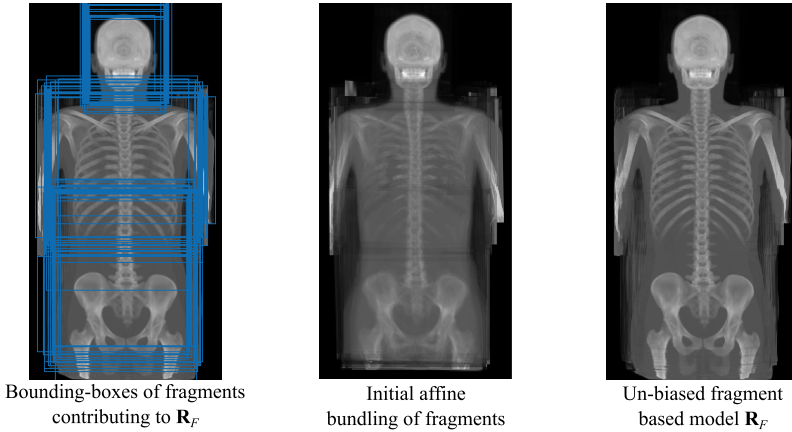 Bounding-boxes of fragments
contributing to R_F
Initial affine
bundling of fragments
Un-biased fragment
based model R_F